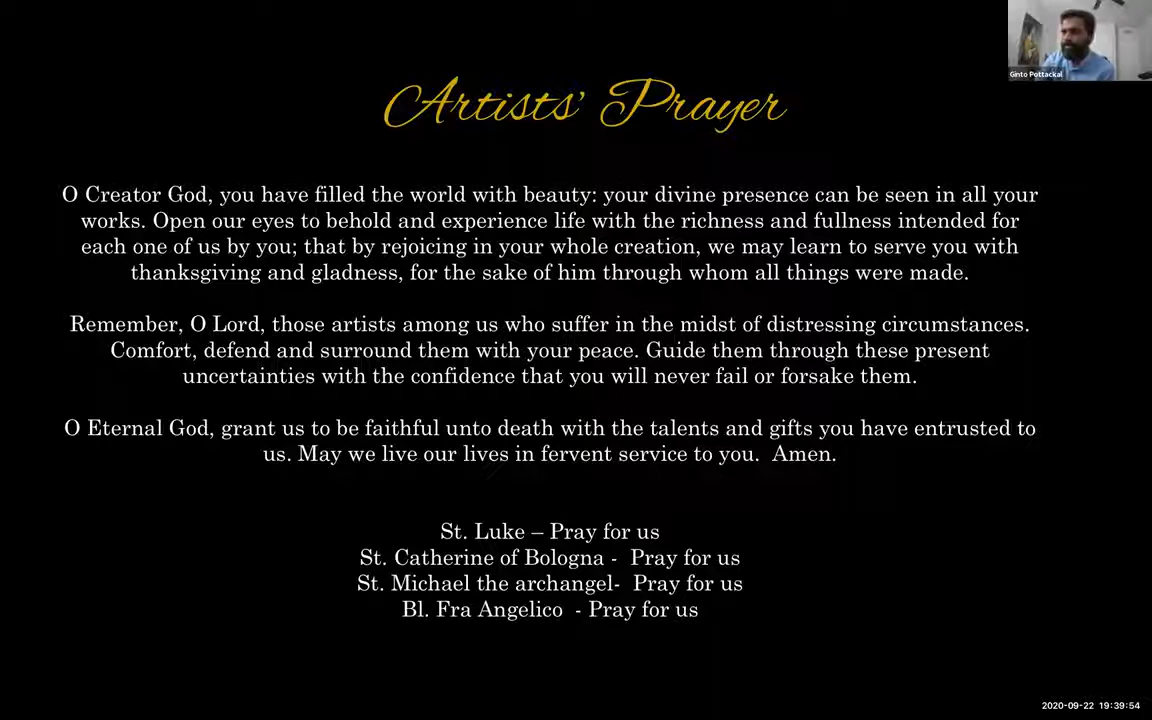 Ginto Pottackal
Artists' Prayer
O Creator God, you have filled the world with beauty: your divine presence can be seen in all your
works. Open our eyes to behold and experience life with the richness and fullness intended for
each one of us by you; that by rejoicing in your whole creation, we may learn to serve you with
thanksgiving and gladness, for the sake of him through whom all things were made.
Remember, O Lord, those artists among us who suffer in the midst of distressing circumstances.
Comfort, defend and surround them with your peace. Guide them through these present
uncertainties with the confidence that you will never fail or forsake them.
O Eternal God, grant us to be faithful unto death with the talents and gifts you have entrusted to
us. May we live our lives in fervent service to you.  Amen.
St. Luke – Pray for us
St. Catherine of Bologna -  Pray for us
St. Michael the archangel-  Pray for us
Bl. Fra Angelico  - Pray for us
2020-09-22  19:39:54